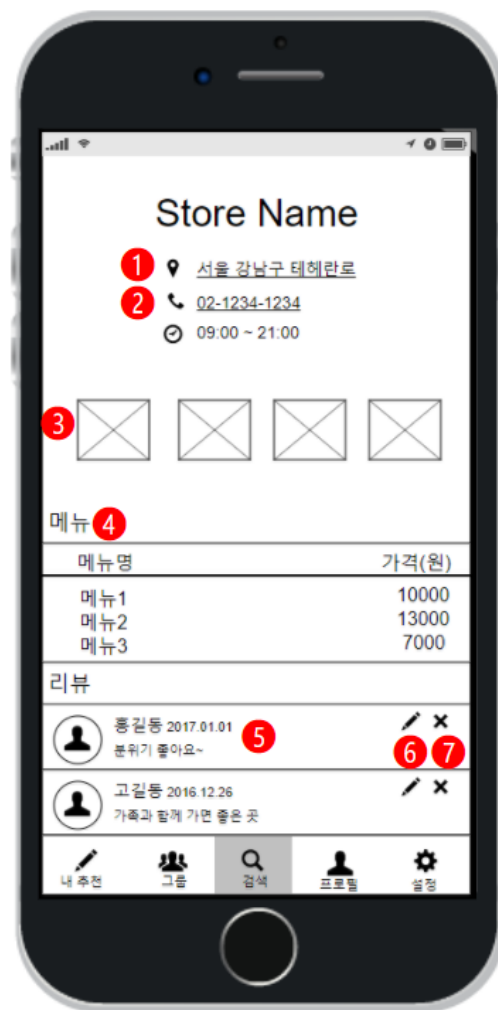 Store Name
1 서울 강남구 테헤란로
2 02-1234-1234
09:00 ~ 21:00
3
메뉴 4
메뉴명 가격(원)
메뉴1 10000
메뉴2 13000
메뉴3 7000
리뷰
홍길동 2017.01.01 5
분위기 좋아요~
6 7
고길동 2016.12.26
가족과 함께 가면 좋은 곳
내 추천 그룹 검색 프로필 설정